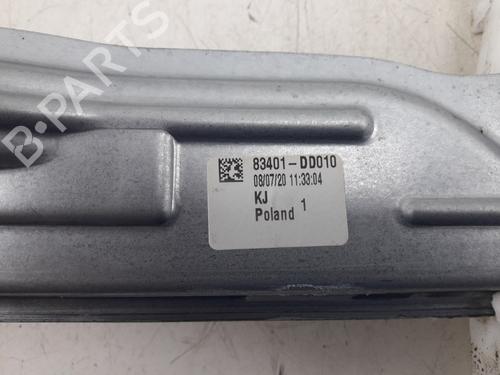 83401-DD010
08/07/20 11:33:04
KJ
Poland 1
B-PARTS